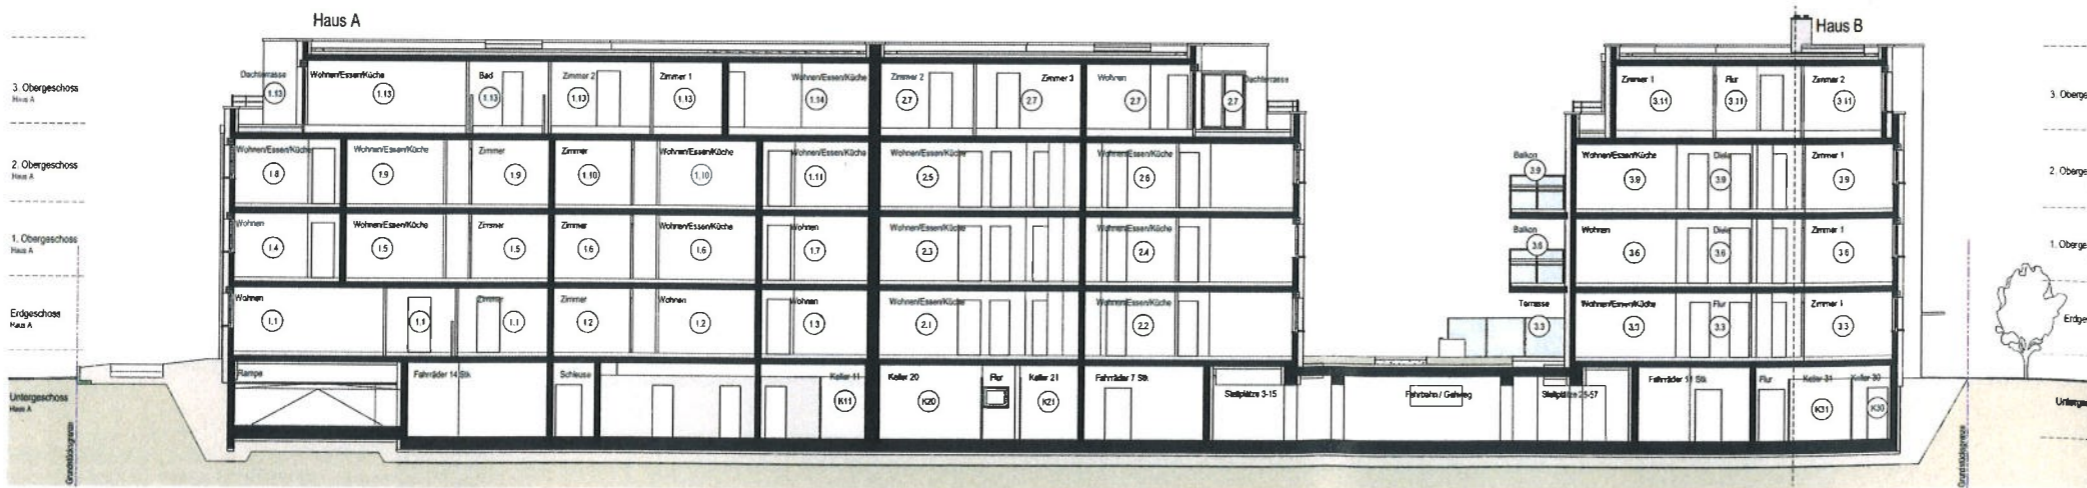 Haus A
Haus B
3. Obergeschoss
Haus A
Dachterrasse
1.13
Wohnen/Essen/Küche
1.13
Bad
1.13
Zimmer 2
1.13
Zimmer 1
1.13
Wohnen/Essen/Küche
1.14
Zimmer 2
2.7
Zimmer 3
2.7
Wohnen
2.7
Dachterrasse
2.7
Zimmer 1
3.11
Flur
3.11
Zimmer 2
3.11
3. Oberge
2. Obergeschoss
Haus A
Wohnen/Essen/Küche
1.8
Wohnen/Essen/Küche
1.9
Zimmer
1.9
Zimmer
1.10
Wohnen/Essen/Küche
1.10
Wohnen/Essen/Küche
1.11
Wohnen/Essen/Küche
2.5
Wohnen/Essen/Küche
2.6
Balkon
3.9
Wohnen/Essen/Küche
3.9
Diele
3.9
Zimmer 1
3.9
2. Oberge
1. Obergeschoss
Haus A
Wohnen
1.4
Wohnen/Essen/Küche
1.5
Zimmer
1.5
Zimmer
1.6
Wohnen/Essen/Küche
1.6
Wohnen
1.7
Wohnen/Essen/Küche
2.3
Wohnen/Essen/Küche
2.4
Balkon
3.6
Wohnen
3.6
Diele
3.6
Zimmer 1
3.6
1. Oberge
Erdgeschoss
Haus A
Wohnen
1.1
1.1
Zimmer
1.1
Zimmer
1.2
Wohnen
1.2
Wohnen
1.3
Wohnen/Essen/Küche
2.1
Wohnen/Essen/Küche
2.2
Terrasse
3.3
Wohnen/Essen/Küche
3.3
Flur
3.3
Zimmer 1
3.3
Erdge
Untergeschoss
Haus A
Rampe
Fahrräder 14 Stk
Schleuse
Keller 11
K11
Keller 20
K20
Flur
Keller 21
K21
Fahrräder 7 Stk
Stellplätze 3-15
Fahrbahn / Gehweg
Stellplätze 25-57
Fahrräder 11 Stk
Flur
Keller 31
K31
Keller 30
K30
Unterge
Grundstücksgrenze
Grundstücksgrenze